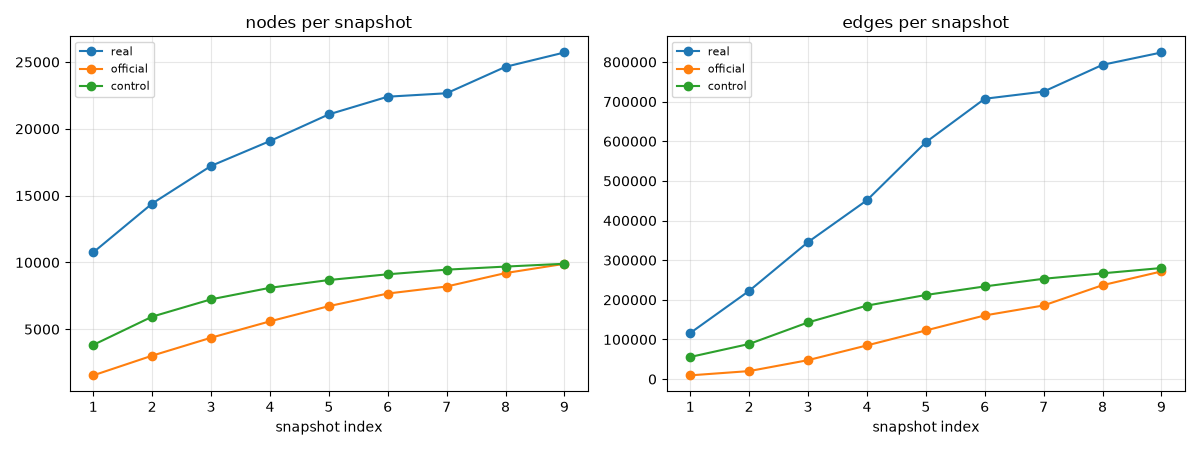 nodes per snapshot
real
official
control
25000
20000
15000
10000
5000
1 2 3 4 5 6 7 8 9
snapshot index
edges per snapshot
real
official
control
800000
700000
600000
500000
400000
300000
200000
100000
0
1 2 3 4 5 6 7 8 9
snapshot index